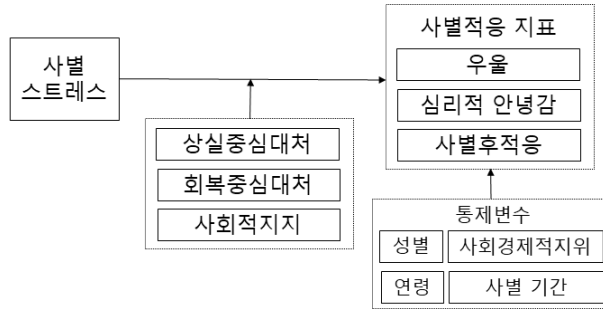 사별
스트레스
사별적응 지표
우울
심리적 안녕감
사별후적응
상실중심대처
회복중심대처
사회적지지
통제변수
성별 사회경제적지위
연령 사별 기간